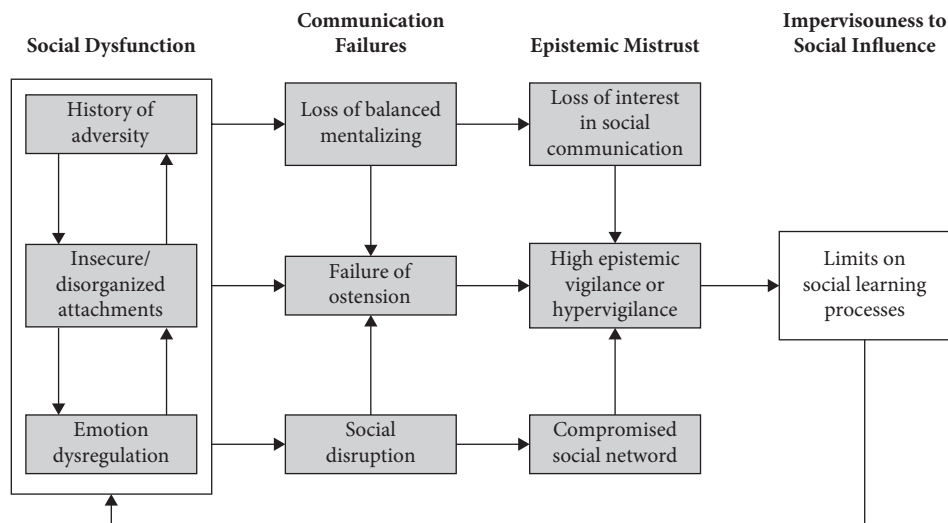 Social Dysfunction
Communication
Failures
Epistemic Mistrust
Impervisouness to
Social Influence
History of
adversity
Loss of balanced
mentalizing
Loss of interest
in social
communication
Insecure/
disorganized
attachments
Failure of
ostension
High epistemic
vigilance or
hypervigilance
Limits on
social learning
processes
Emotion
dysregulation
Social
disruption
Compromised
social netword